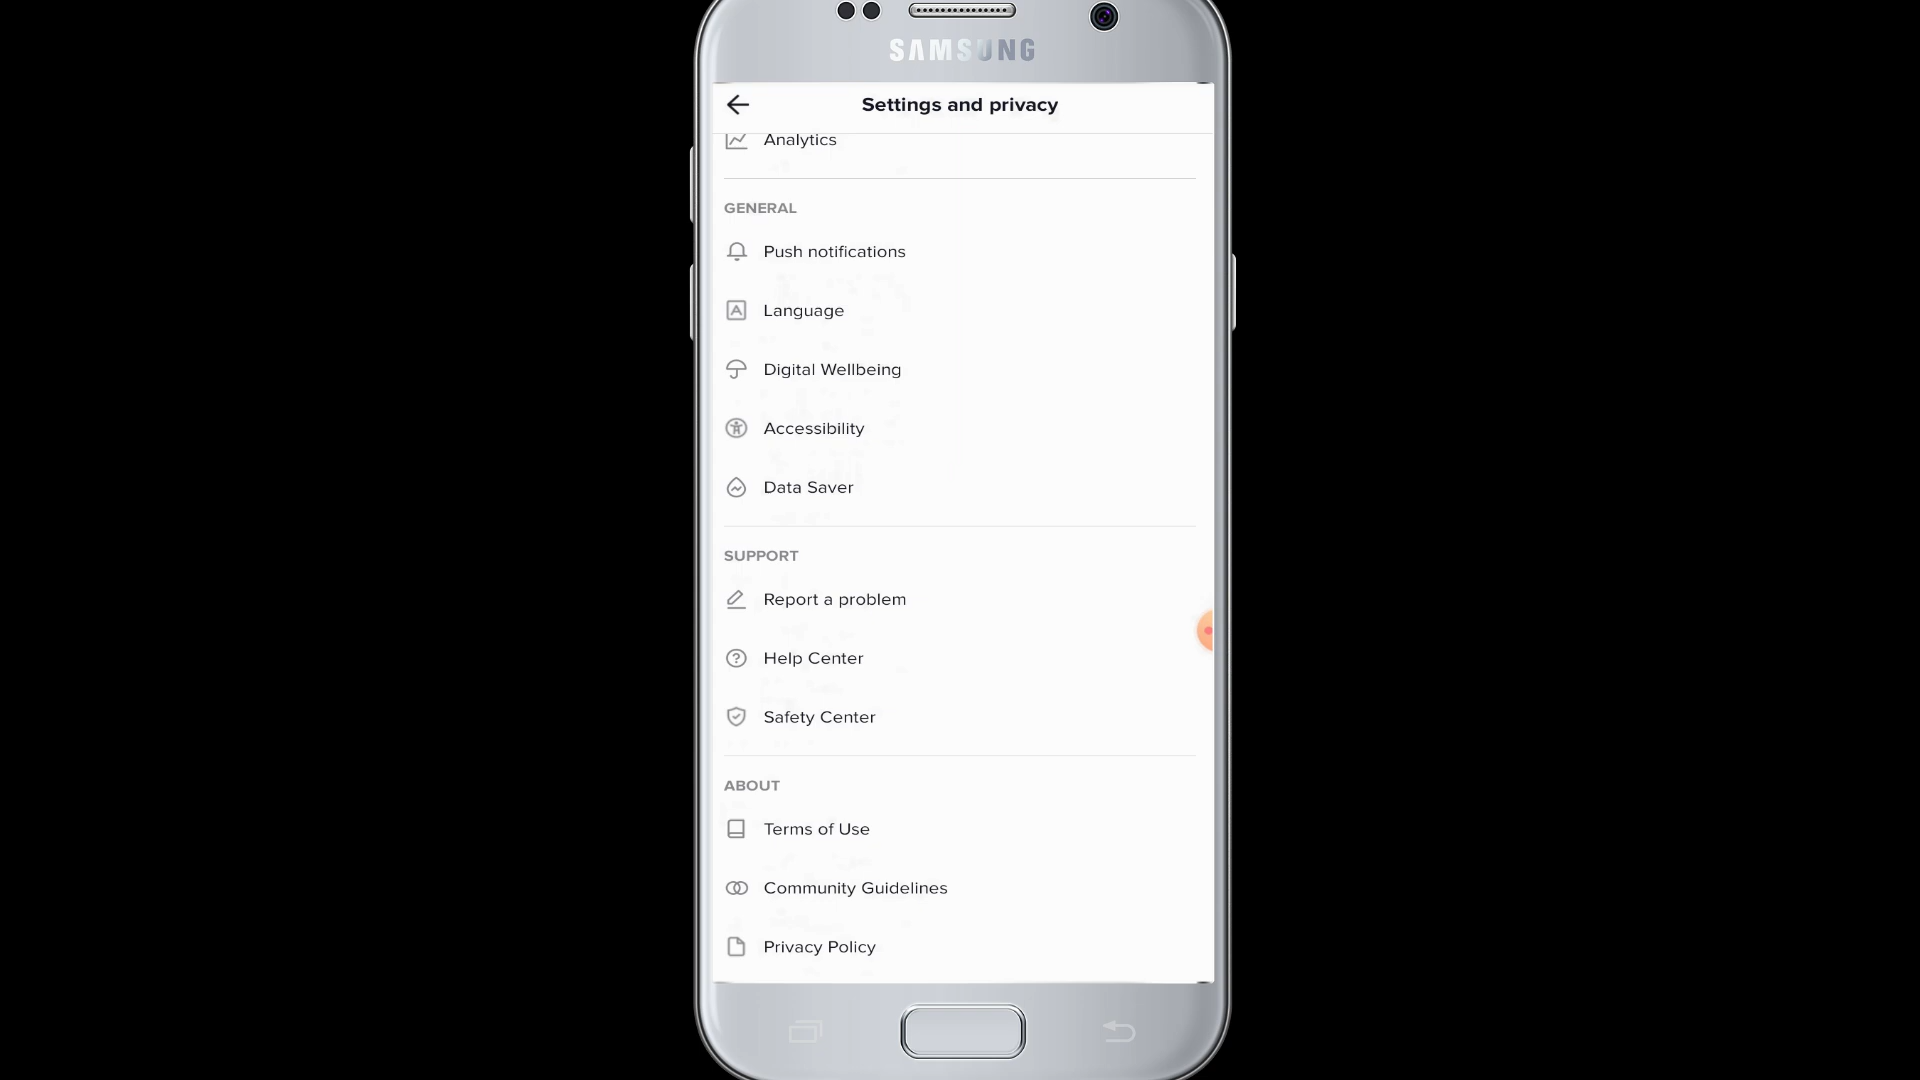 SAMSUNG
Settings and privacy
Analytics
GENERAL
Push notifications
Language
Digital Wellbeing
Accessibility
Data Saver
SUPPORT
Report a problem
Help Center
Safety Center
ABOUT
Terms of Use
Community Guidelines
Privacy Policy